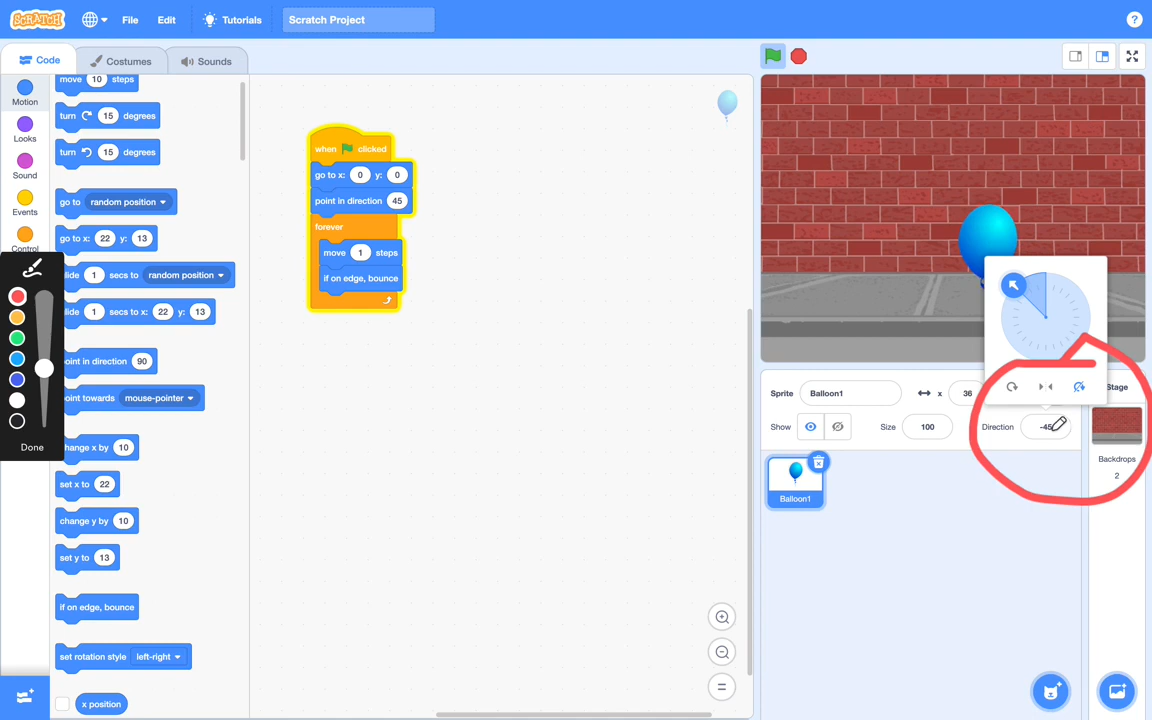 SCRATCH File Edit Tutorials Scratch Project ?
Code Costumes Sounds
Motion
Looks
Sound
Events
Control
Done
move 10 steps
turn 15 degrees
turn 15 degrees
go to random position
go to x: 22 y: 13
glide 1 secs to random position
glide 1 secs to x: 22 y: 13
point in direction 90
point towards mouse-pointer
change x by 10
set x to 22
change y by 10
set y to 13
if on edge, bounce
set rotation style left-right
x position
when clicked
go to x: 0 y: 0
point in direction 45
forever
move 1 steps
if on edge, bounce
Sprite Balloon1 x 36
Show Size 100 Direction -45
Balloon1
Stage
Backdrops
2